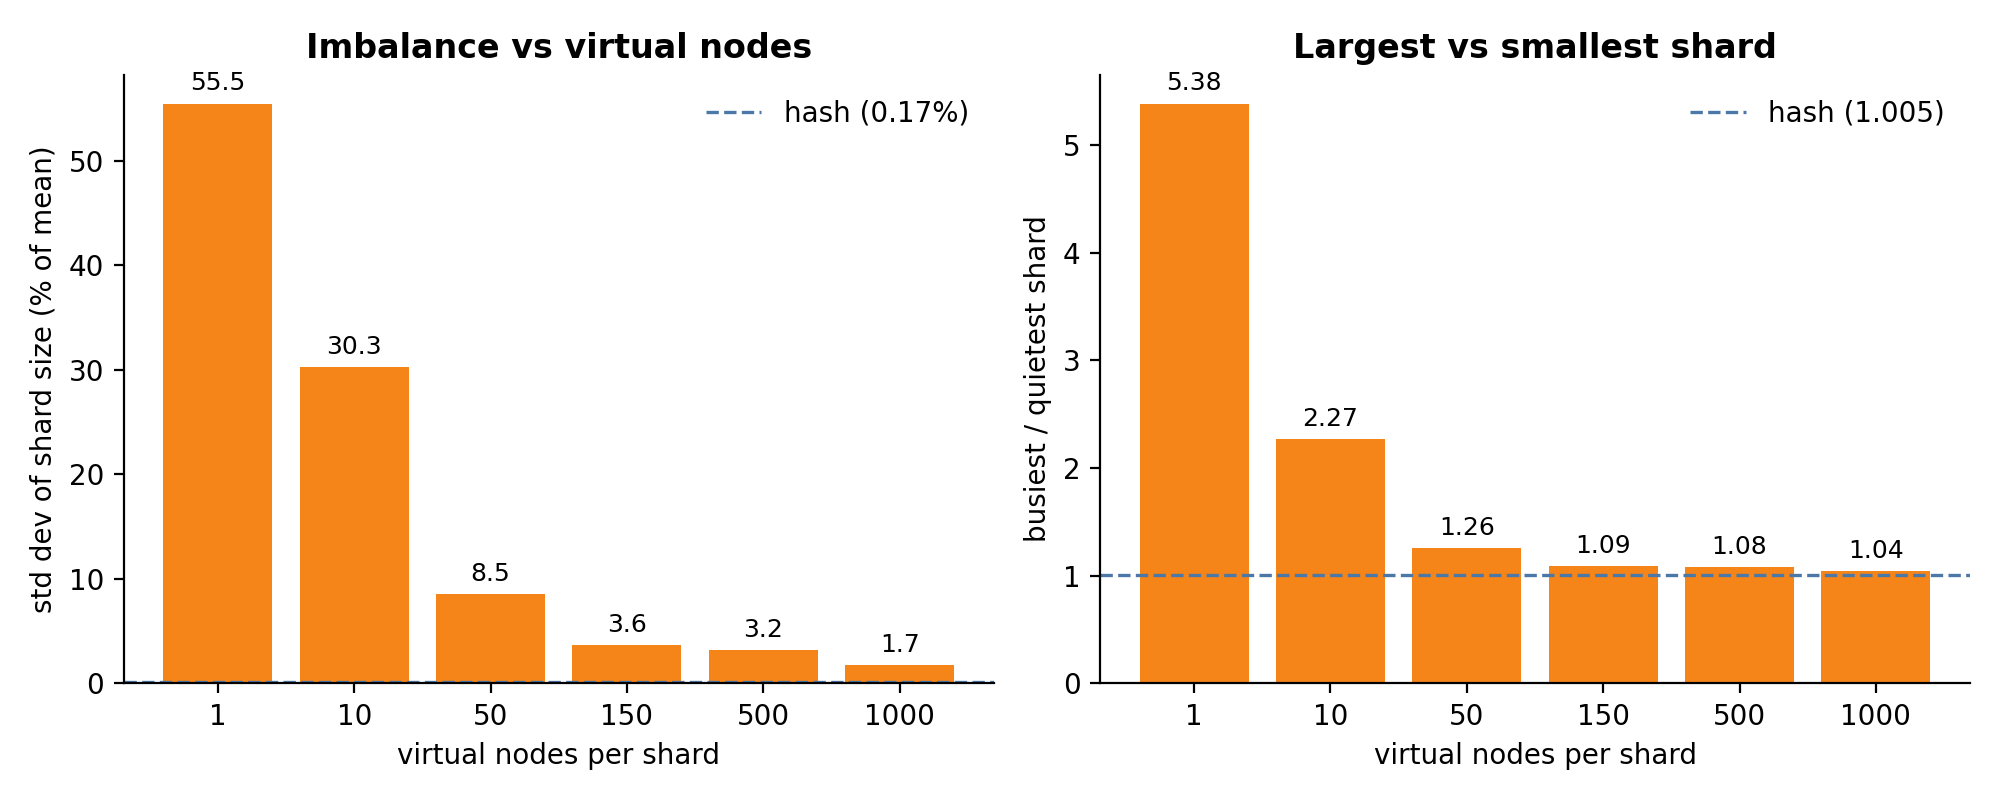 Imbalance vs virtual nodes
std dev of shard size (% of mean)
50
40
30
20
10
0
55.5
30.3
8.5
3.6
3.2
1.7
hash (0.17%)
1 10 50 150 500 1000
virtual nodes per shard
Largest vs smallest shard
busiest / quietest shard
5
4
3
2
1
0
5.38
2.27
1.26
1.09
1.08
1.04
hash (1.005)
1 10 50 150 500 1000
virtual nodes per shard